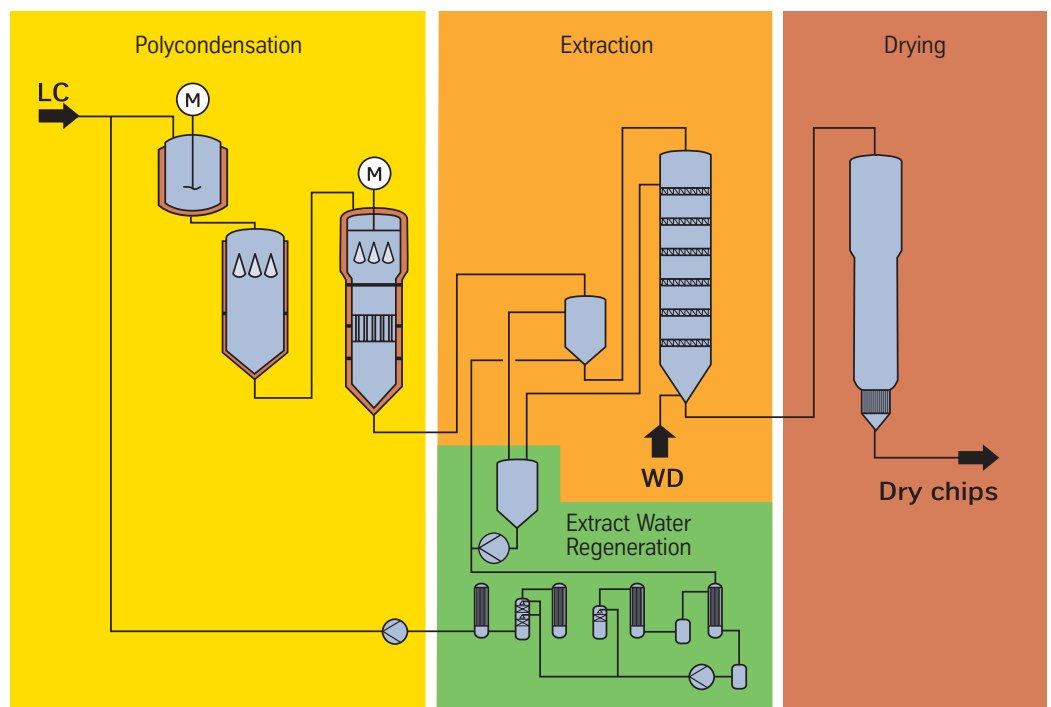 Polycondensation
Extraction
Drying
LC
M
M
WD
Dry chips
Extract Water
Regeneration